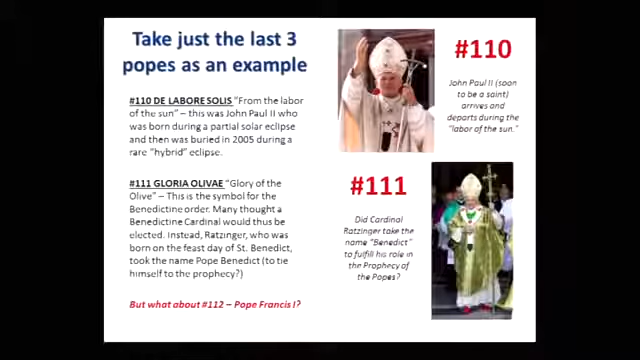 Take just the last 3
popes as an example
#110 DE LABORE SOLIS "From the labor
of the sun" – this was John Paul II who
was born during a partial solar eclipse
and then was buried in 2005 during a
rare "hybrid" eclipse.
#111 GLORIA OLIVAE "Glory of the
Olive" – This is the symbol for the
Benedictine order. Many thought a
Benedictine Cardinal would thus be
elected. Instead, Ratzinger, who was
born on the feast day of St. Benedict,
took the name Pope Benedict (to tie
himself to the prophecy?)
But what about #112 – Pope Francis I?
#110
John Paul II (soon
to be a saint)
arrives and
departs during the
"labor of the sun."
#111
Did Cardinal
Ratzinger take the
name "Benedict"
to fulfill his role in
the Prophecy of
the Popes?